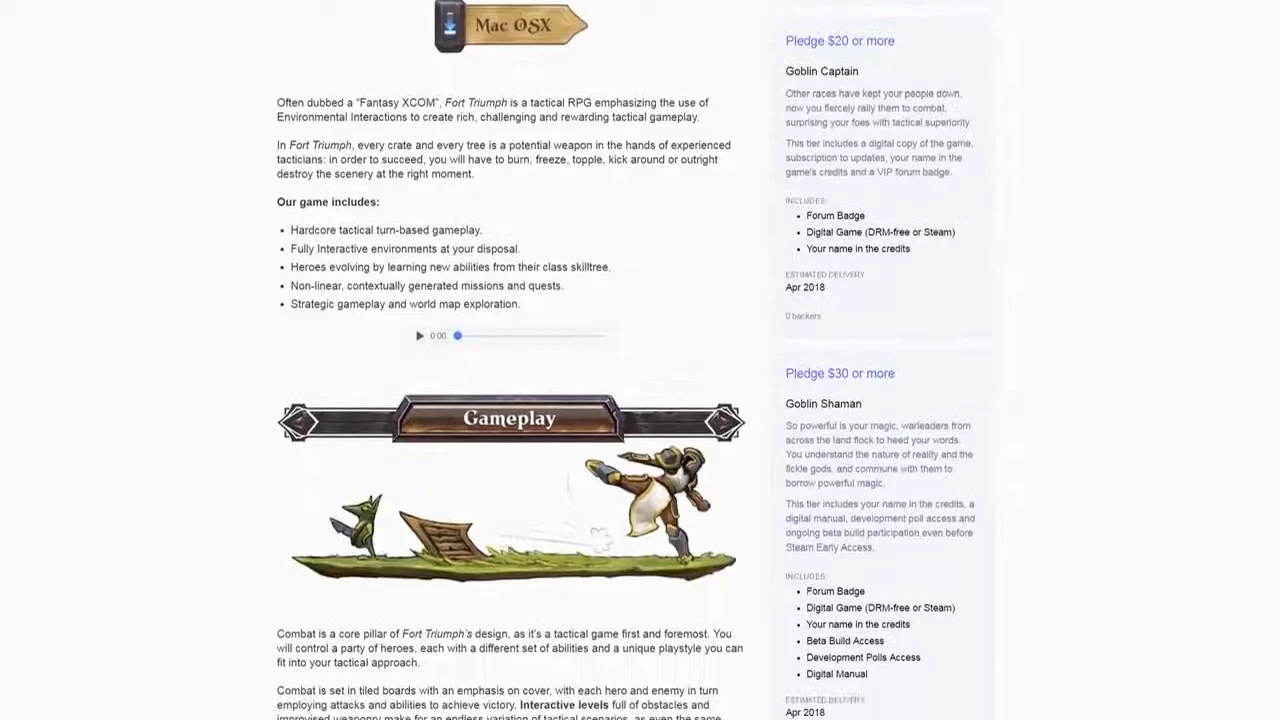 Mac OSX
Often dubbed a "Fantasy XCOM", Fort Triumph is a tactical RPG emphasizing the use of
Environmental Interactions to create rich, challenging and rewarding tactical gameplay.
In Fort Triumph, every crate and every tree is a potential weapon in the hands of experienced
tacticians: in order to succeed, you will have to burn, freeze, topple, kick around or outright
destroy the scenery at the right moment.
Our game includes:
• Hardcore tactical turn-based gameplay.
• Fully Interactive environments at your disposal.
• Heroes evolving by learning new abilities from their class skilltree.
• Non-linear, contextually generated missions and quests.
• Strategic gameplay and world map exploration.
0:00
Gameplay
Combat is a core pillar of Fort Triumph's design, as it's a tactical game first and foremost. You
will control a party of heroes, each with a different set of abilities and a unique playstyle you can
fit into your tactical approach.
Combat is set in tiled boards with an emphasis on cover, with each hero and enemy in turn
employing attacks and abilities to achieve victory. Interactive levels full of obstacles and
improvised weaponry make for an endless variation of tactical scenarios, as even the same
Pledge $20 or more
Goblin Captain
Other races have kept your people down,
now you fiercely rally them to combat,
surprising your foes with tactical superiority
This tier includes a digital copy of the game,
subscription to updates, your name in the
game's credits and a VIP forum badge.
INCLUDES:
• Forum Badge
• Digital Game (DRM-free or Steam)
• Your name in the credits
ESTIMATED DELIVERY
Apr 2018
0 backers
Pledge $30 or more
Goblin Shaman
So powerful is your magic, warleaders from
across the land flock to heed your words.
You understand the nature of reality and the
fickle gods, and commune with them to
borrow powerful magic.
This tier includes your name in the credits, a
digital manual, development poll access and
ongoing beta build participation even before
Steam Early Access.
INCLUDES:
• Forum Badge
• Digital Game (DRM-free or Steam)
• Your name in the credits
• Beta Build Access
• Development Polls Access
• Digital Manual
ESTIMATED DELIVERY
Apr 2018